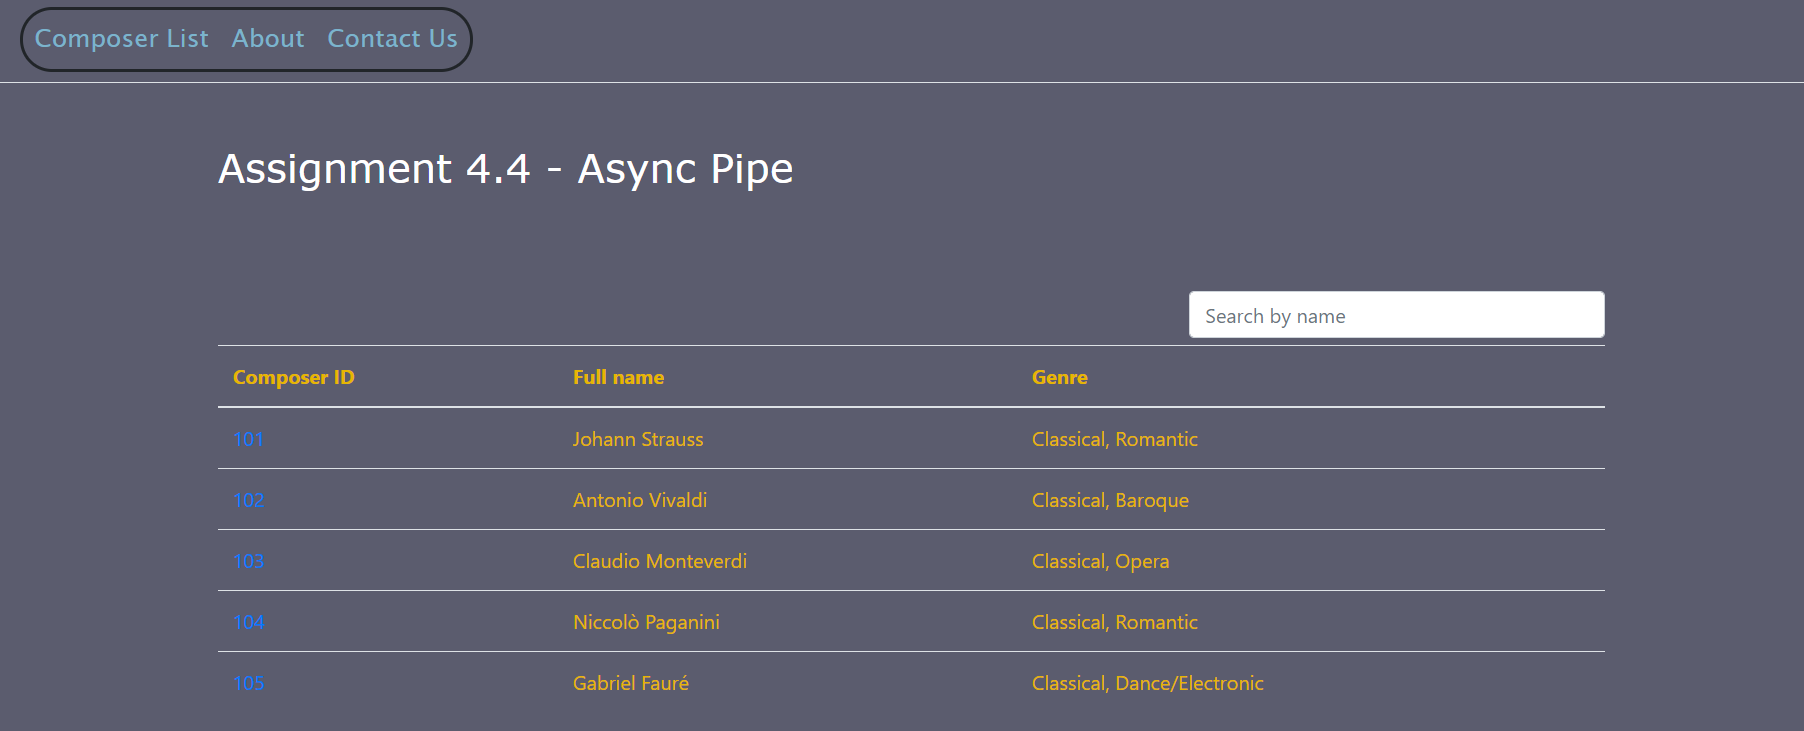 Composer List About Contact Us
Assignment 4.4 - Async Pipe
Search by name
Composer ID Full name Genre
101 Johann Strauss Classical, Romantic
102 Antonio Vivaldi Classical, Baroque
103 Claudio Monteverdi Classical, Opera
104 Niccolò Paganini Classical, Romantic
105 Gabriel Fauré Classical, Dance/Electronic